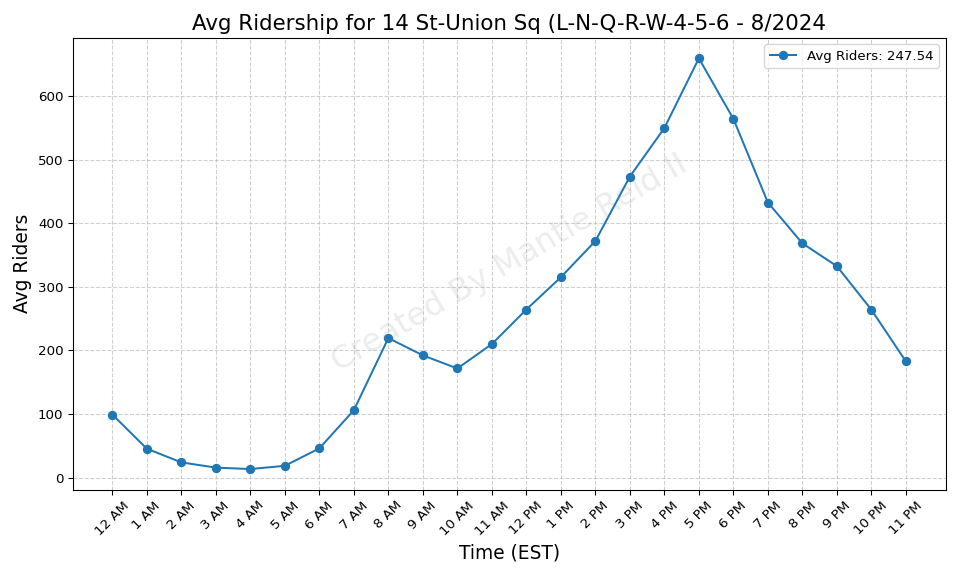 Avg Ridership for 14 St-Union Sq (L-N-Q-R-W-4-5-6 - 8/2024
Avg Riders: 247.54
Avg Riders
600
500
400
300
200
100
0
Created By Mantle Reid II
12 AM
1 AM
2 AM
3 AM
4 AM
5 AM
6 AM
7 AM
8 AM
9 AM
10 AM
11 AM
12 PM
1 PM
2 PM
3 PM
4 PM
5 PM
6 PM
7 PM
8 PM
9 PM
10 PM
11 PM
Time (EST)